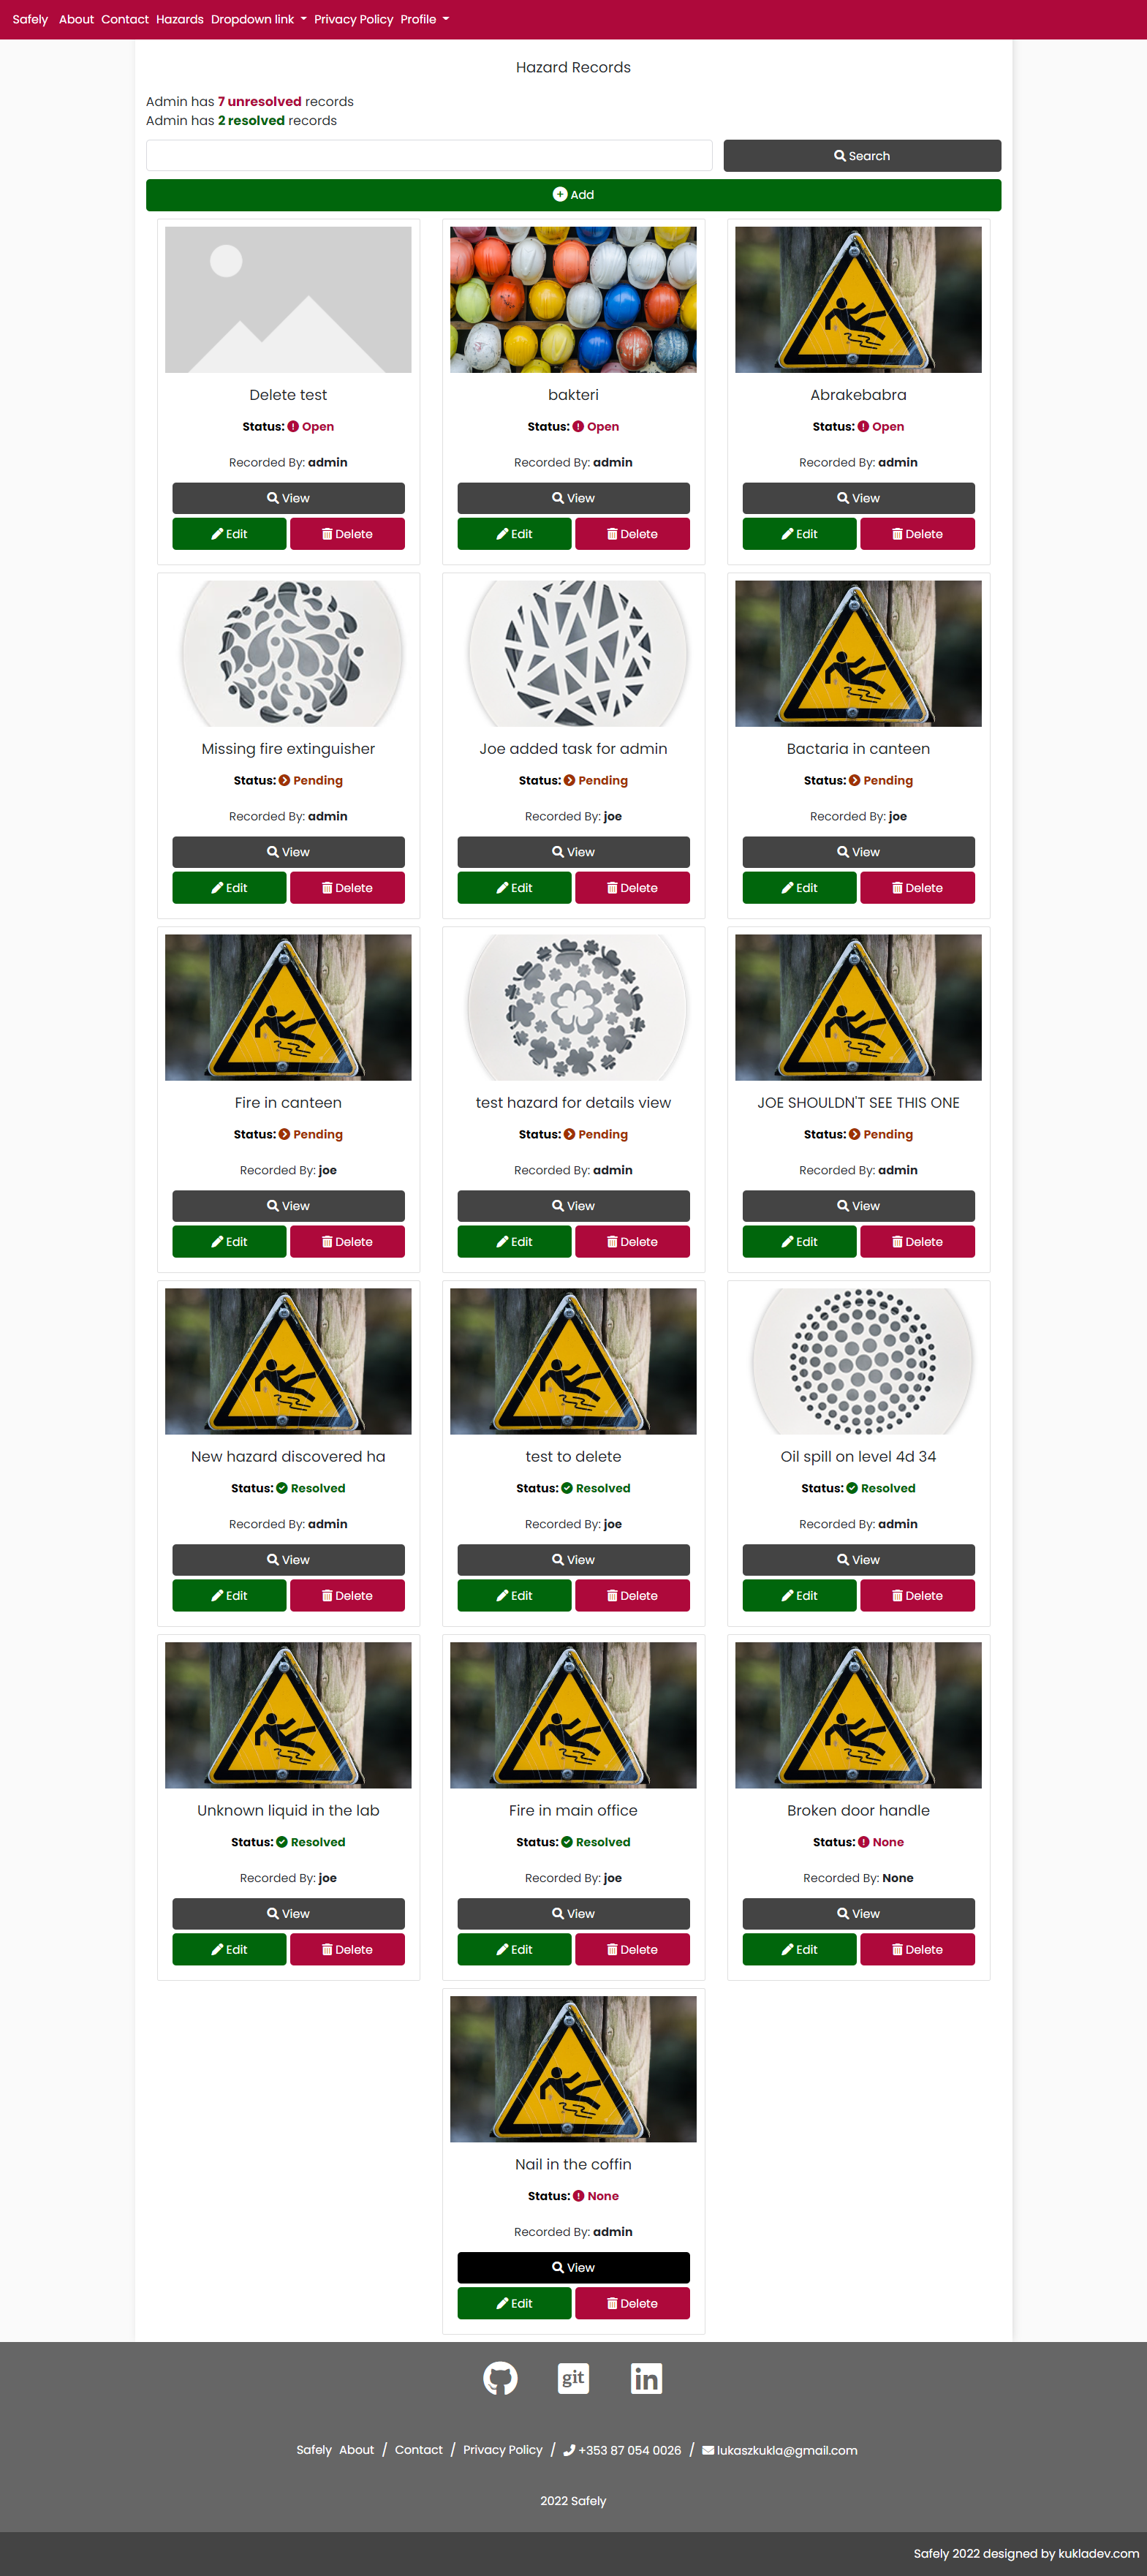 Safely About Contact Hazards Dropdown link Privacy Policy Profile
Hazard Records
Admin has 7 unresolved records
Admin has 2 resolved records
Search
Add
Delete test
Status: Open
Recorded By: admin
View
Edit Delete
bakteri
Status: Open
Recorded By: admin
View
Edit Delete
Abrakebabra
Status: Open
Recorded By: admin
View
Edit Delete
Missing fire extinguisher
Status: Pending
Recorded By: admin
View
Edit Delete
Joe added task for admin
Status: Pending
Recorded By: joe
View
Edit Delete
Bactaria in canteen
Status: Pending
Recorded By: joe
View
Edit Delete
Fire in canteen
Status: Pending
Recorded By: joe
View
Edit Delete
test hazard for details view
Status: Pending
Recorded By: admin
View
Edit Delete
JOE SHOULDN'T SEE THIS ONE
Status: Pending
Recorded By: admin
View
Edit Delete
New hazard discovered ha
Status: Resolved
Recorded By: admin
View
Edit Delete
test to delete
Status: Resolved
Recorded By: joe
View
Edit Delete
Oil spill on level 4d 34
Status: Resolved
Recorded By: admin
View
Edit Delete
Unknown liquid in the lab
Status: Resolved
Recorded By: joe
View
Edit Delete
Fire in main office
Status: Resolved
Recorded By: joe
View
Edit Delete
Broken door handle
Status: None
Recorded By: None
View
Edit Delete
Nail in the coffin
Status: None
Recorded By: admin
View
Edit Delete
git in
Safely About / Contact / Privacy Policy / +353 87 054 0026 / lukaszkukla@gmail.com
2022 Safely
Safely 2022 designed by kukladev.com